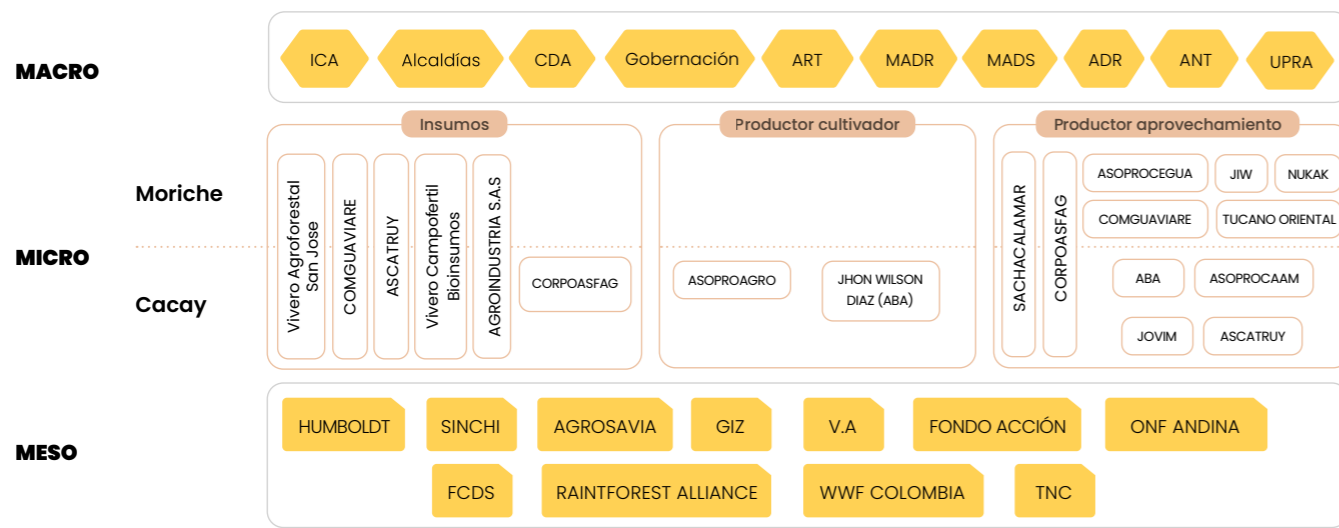 MACRO
ICA
Alcaldías
CDA
Gobernación
ART
MADR
MADS
ADR
ANT
UPRA
MICRO
Moriche
Cacay
Insumos
Vivero Agroforestal
San Jose
COMGUAVIARE
ASCATRUY
Vivero Campofertil
Bioinsumos
AGROINDUSTRIA S.A.S
CORPOASFAG
Productor cultivador
ASOPROAGRO
JHON WILSON
DIAZ (ABA)
Productor aprovechamiento
SACHACALAMAR
CORPOASFAG
ASOPROCEGUA
JIW
NUKAK
COMGUAVIARE
TUCANO ORIENTAL
ABA
ASOPROCAAM
JOVIM
ASCATRUY
MESO
HUMBOLDT
SINCHI
AGROSAVIA
GIZ
V.A
FONDO ACCIÓN
ONF ANDINA
FCDS
RAINTFOREST ALLIANCE
WWF COLOMBIA
TNC